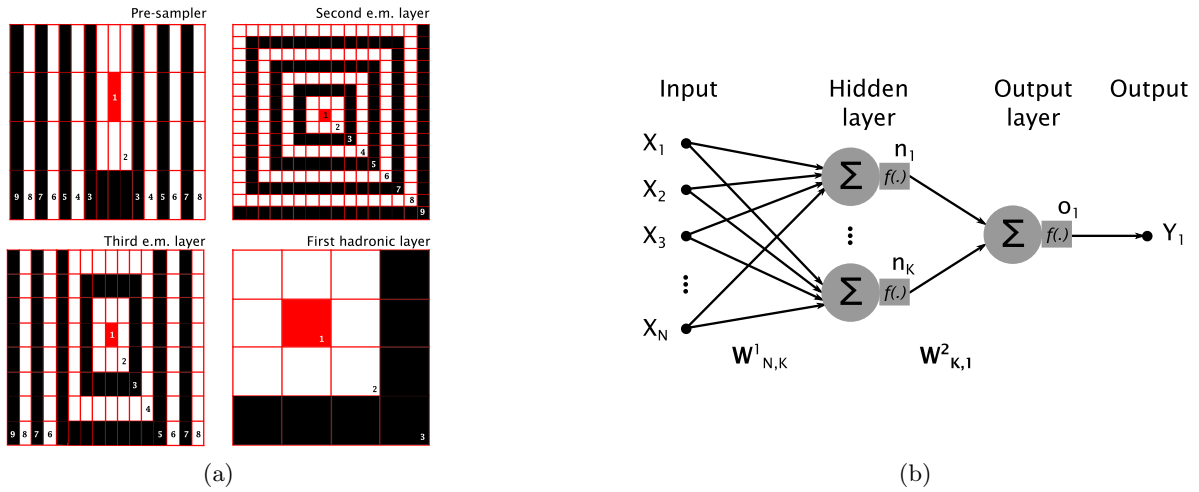 Pre-sampler
1
2
9 8 7 6 5 4 3 3 4 5 6 7 8
Second e.m. layer
1
2
3
4
5
6
7
8
9
Third e.m. layer
1
2
3
4
9 8 7 6 5 6 7 8
First hadronic layer
1
2
3
(a)
Input
Hidden
layer
Output
layer
Output
X1
X2
X3
XN
Σ
f(.)
n1
Σ
f(.)
nK
Σ
f(.)
o1
Y1
W1N,K
W2K,1
(b)